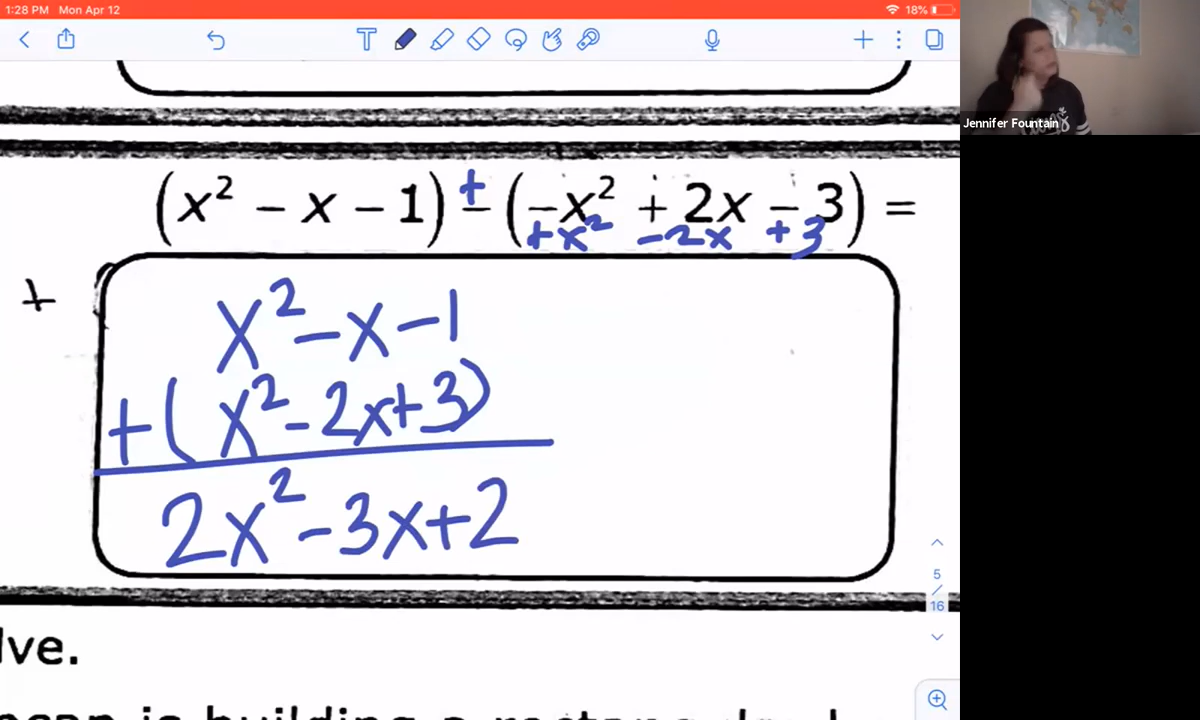 1:28 PM Mon Apr 12
18%
T
Jennifer Fountain
(x² − x − 1) − (−x² + 2x − 3) =
+
+x² −2x +3
+
x² − x − 1
+(x² − 2x + 3)
2x² − 3x + 2
5
/
16
lve.